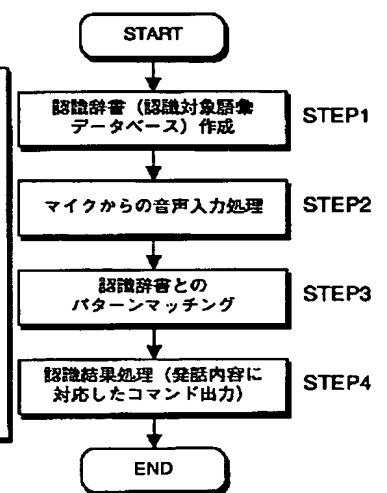 START
認識辞書（認識対象語彙
データベース）作成
STEP1
マイクからの音声入力処理
STEP2
認識辞書との
パターンマッチング
STEP3
認識結果処理（発話内容に
対応したコマンド出力）
STEP4
END